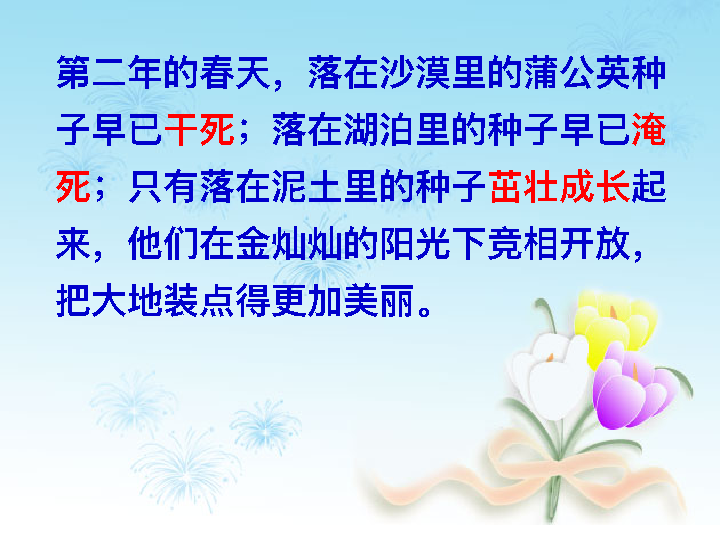 第二年的春天，落在沙漠里的蒲公英种
子早已干死；落在湖泊里的种子早已淹
死；只有落在泥土里的种子茁壮成长起
来，他们在金灿灿的阳光下竞相开放，
把大地装点得更加美丽。